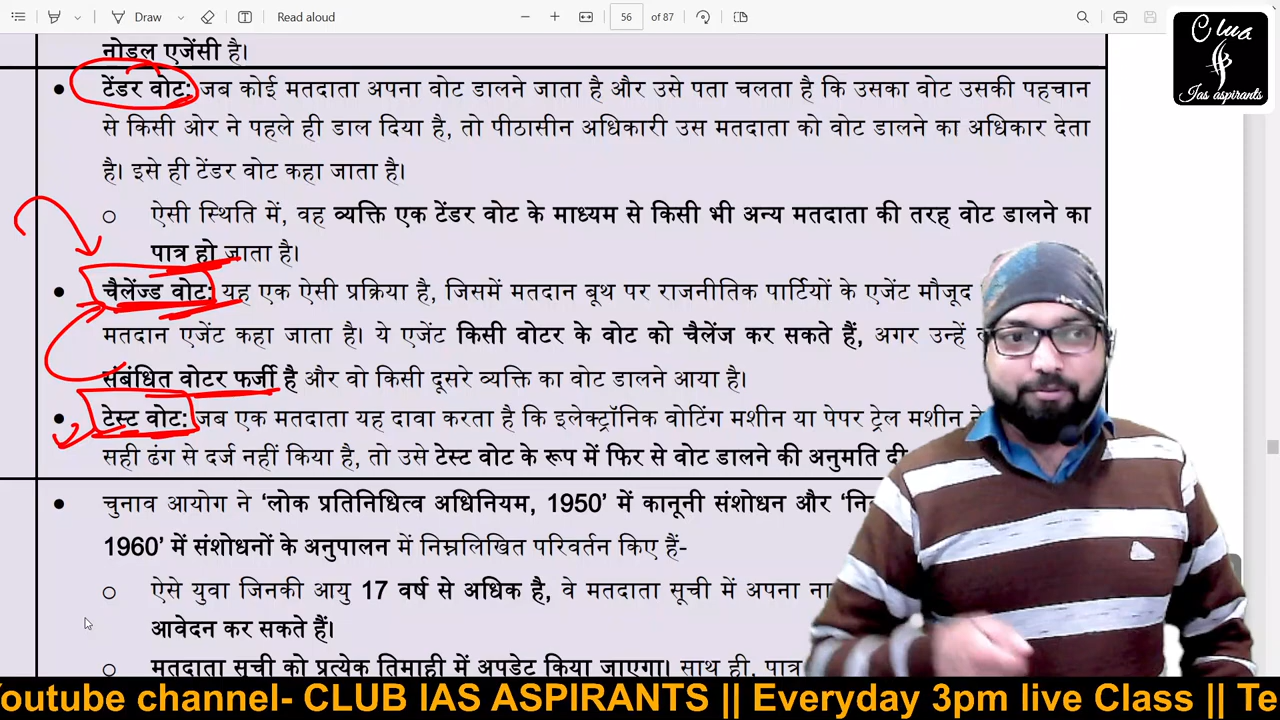 Draw
Read aloud
56
of 87
Club
Ias aspirants
नोडल एजेंसी है।
टेंडर वोट: जब कोई मतदाता अपना वोट डालने जाता है और उसे पता चलता है कि उसका वोट उसकी पहचान
से किसी ओर ने पहले ही डाल दिया है, तो पीठासीन अधिकारी उस मतदाता को वोट डालने का अधिकार देता
है। इसे ही टेंडर वोट कहा जाता है।
ऐसी स्थिति में, वह व्यक्ति एक टेंडर वोट के माध्यम से किसी भी अन्य मतदाता की तरह वोट डालने का
पात्र हो जाता है।
चैलेंज्ड वोट: यह एक ऐसी प्रक्रिया है, जिसमें मतदान बूथ पर राजनीतिक पार्टियों के एजेंट मौजूद
मतदान एजेंट कहा जाता है। ये एजेंट किसी वोटर के वोट को चैलेंज कर सकते हैं, अगर उन्हें
संबंधित वोटर फर्जी है और वो किसी दूसरे व्यक्ति का वोट डालने आया है।
टेस्ट वोट: जब एक मतदाता यह दावा करता है कि इलेक्ट्रॉनिक वोटिंग मशीन या पेपर ट्रेल मशीन ने
सही ढंग से दर्ज नहीं किया है, तो उसे टेस्ट वोट के रूप में फिर से वोट डालने की अनुमति दी
चुनाव आयोग ने ‘लोक प्रतिनिधित्व अधिनियम, 1950’ में कानूनी संशोधन और
1960’ में संशोधनों के अनुपालन में निम्नलिखित परिवर्तन किए हैं-
ऐसे युवा जिनकी आयु 17 वर्ष से अधिक है, वे मतदाता सूची में अपना
आवेदन कर सकते हैं।
मतदाता सूची को प्रत्येक तिमाही में अपडेट किया जाएगा। साथ ही, पात्र
Youtube channel- CLUB IAS ASPIRANTS || Everyday 3pm live Class || Te